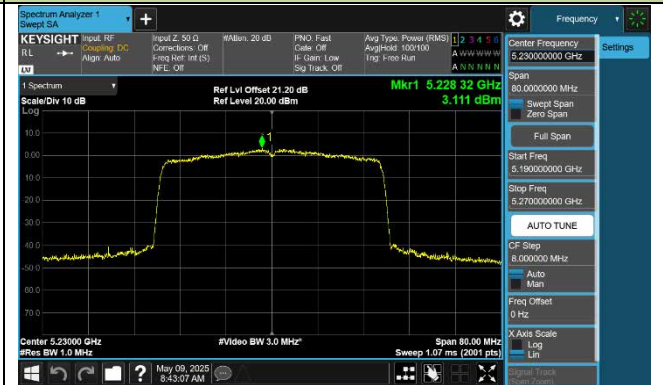 Spectrum Analyzer 1
Swept SA
+
Frequency
KEYSIGHT
RL
LXI
Input: RF
Coupling: DC
Align: Auto
Input Z: 50 Ω
Corrections: Off
Freq Ref: Int (S)
NFE: Off
#Atten: 20 dB
PNO: Fast
Gate: Off
IF Gain: Low
Sig Track: Off
Avg Type: Power (RMS)
Avg|Hold: 100/100
Trig: Free Run
1 2 3 4 5 6
A W W W W W
A N N N N N
Center Frequency
5.230000000 GHz
Settings
Span
80.0000000 MHz
Swept Span
Zero Span
Full Span
Start Freq
5.190000000 GHz
Stop Freq
5.270000000 GHz
AUTO TUNE
CF Step
8.000000 MHz
Auto
Man
Freq Offset
0 Hz
X Axis Scale
Log
Lin
Signal Track
(Span Zoom)
1 Spectrum
Scale/Div 10 dB
Log
Ref Lvl Offset 21.20 dB
Ref Level 20.00 dBm
Mkr1 5.228 32 GHz
3.111 dBm
1
10.0
0.00
10.0
20.0
30.0
40.0
50.0
60.0
70.0
Center 5.23000 GHz
#Res BW 1.0 MHz
#Video BW 3.0 MHz*
Span 80.00 MHz
Sweep 1.07 ms (2001 pts)
?
May 09, 2025
8:43:07 AM